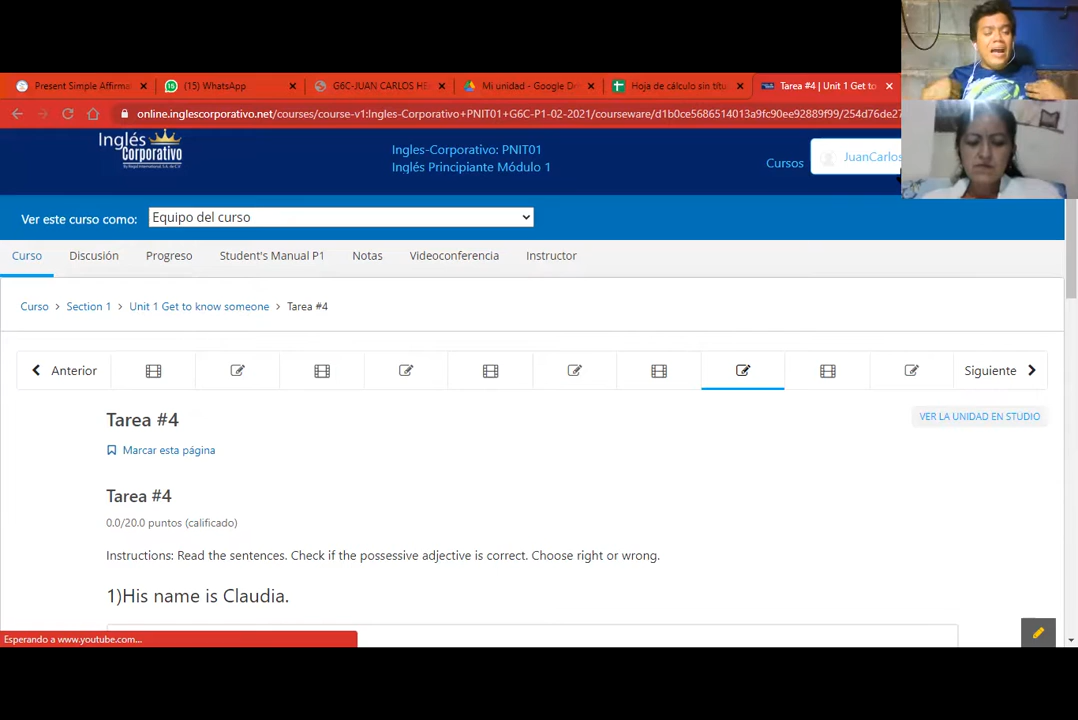 Present Simple Affirma
(15) WhatsApp
G6C-JUAN CARLOS HE
Mi unidad - Google Dr
Hoja de cálculo sin títu
Tarea #4 | Unit 1 Get to
online.inglescorporativo.net/courses/course-v1:Ingles-Corporativo+PNIT01+G6C-P1-02-2021/courseware/d1b0ce5686514013a9fc90ee92889f99/254d76de27
Inglés
Corporativo
Ingles-Corporativo: PNIT01
Inglés Principiante Módulo 1
Cursos
JuanCarlos
Ver este curso como:
Equipo del curso
Curso
Discusión
Progreso
Student's Manual P1
Notas
Videoconferencia
Instructor
Curso > Section 1 > Unit 1 Get to know someone > Tarea #4
Anterior
Siguiente
Tarea #4
VER LA UNIDAD EN STUDIO
Marcar esta página
Tarea #4
0.0/20.0 puntos (calificado)
Instructions: Read the sentences. Check if the possessive adjective is correct. Choose right or wrong.
1)His name is Claudia.
Esperando a www.youtube.com...